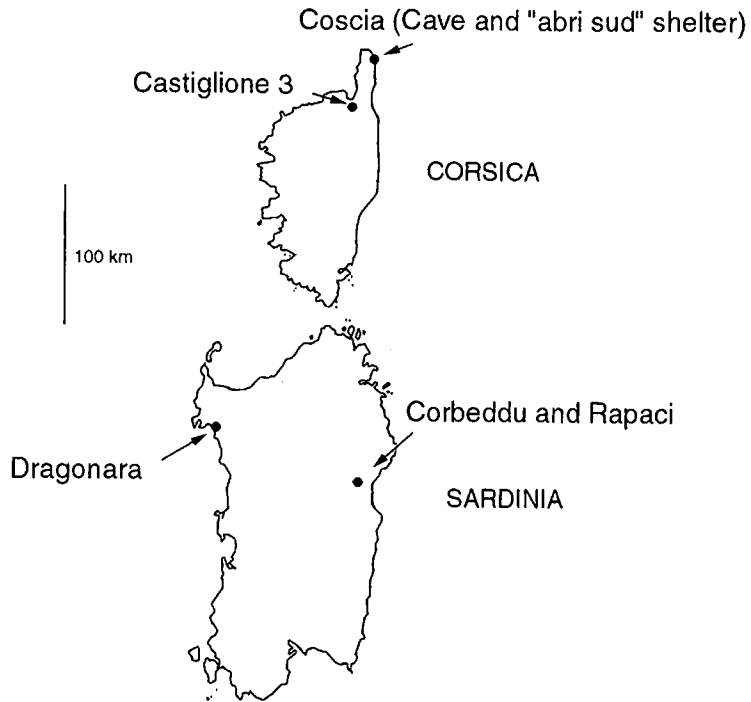 Coscia (Cave and "abri sud" shelter)
Castiglione 3
CORSICA
100 km
Corbeddu and Rapaci
Dragonara
SARDINIA